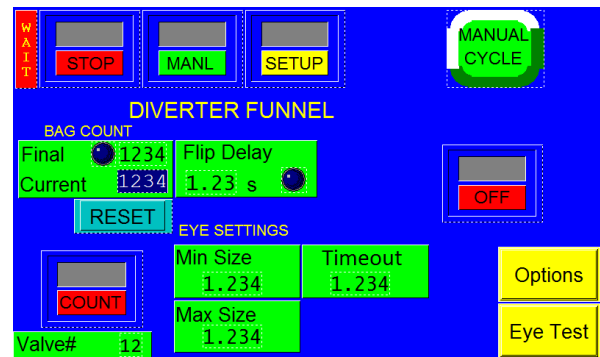 WAIT
STOP
MANL
SETUP
MANUAL
CYCLE
DIVERTER FUNNEL
BAG COUNT
Final 1234
Current 1234
Flip Delay
1.23 s
OFF
RESET
EYE SETTINGS
Min Size
1.234
Timeout
1.234
COUNT
Max Size
1.234
Options
Valve# 12
Eye Test